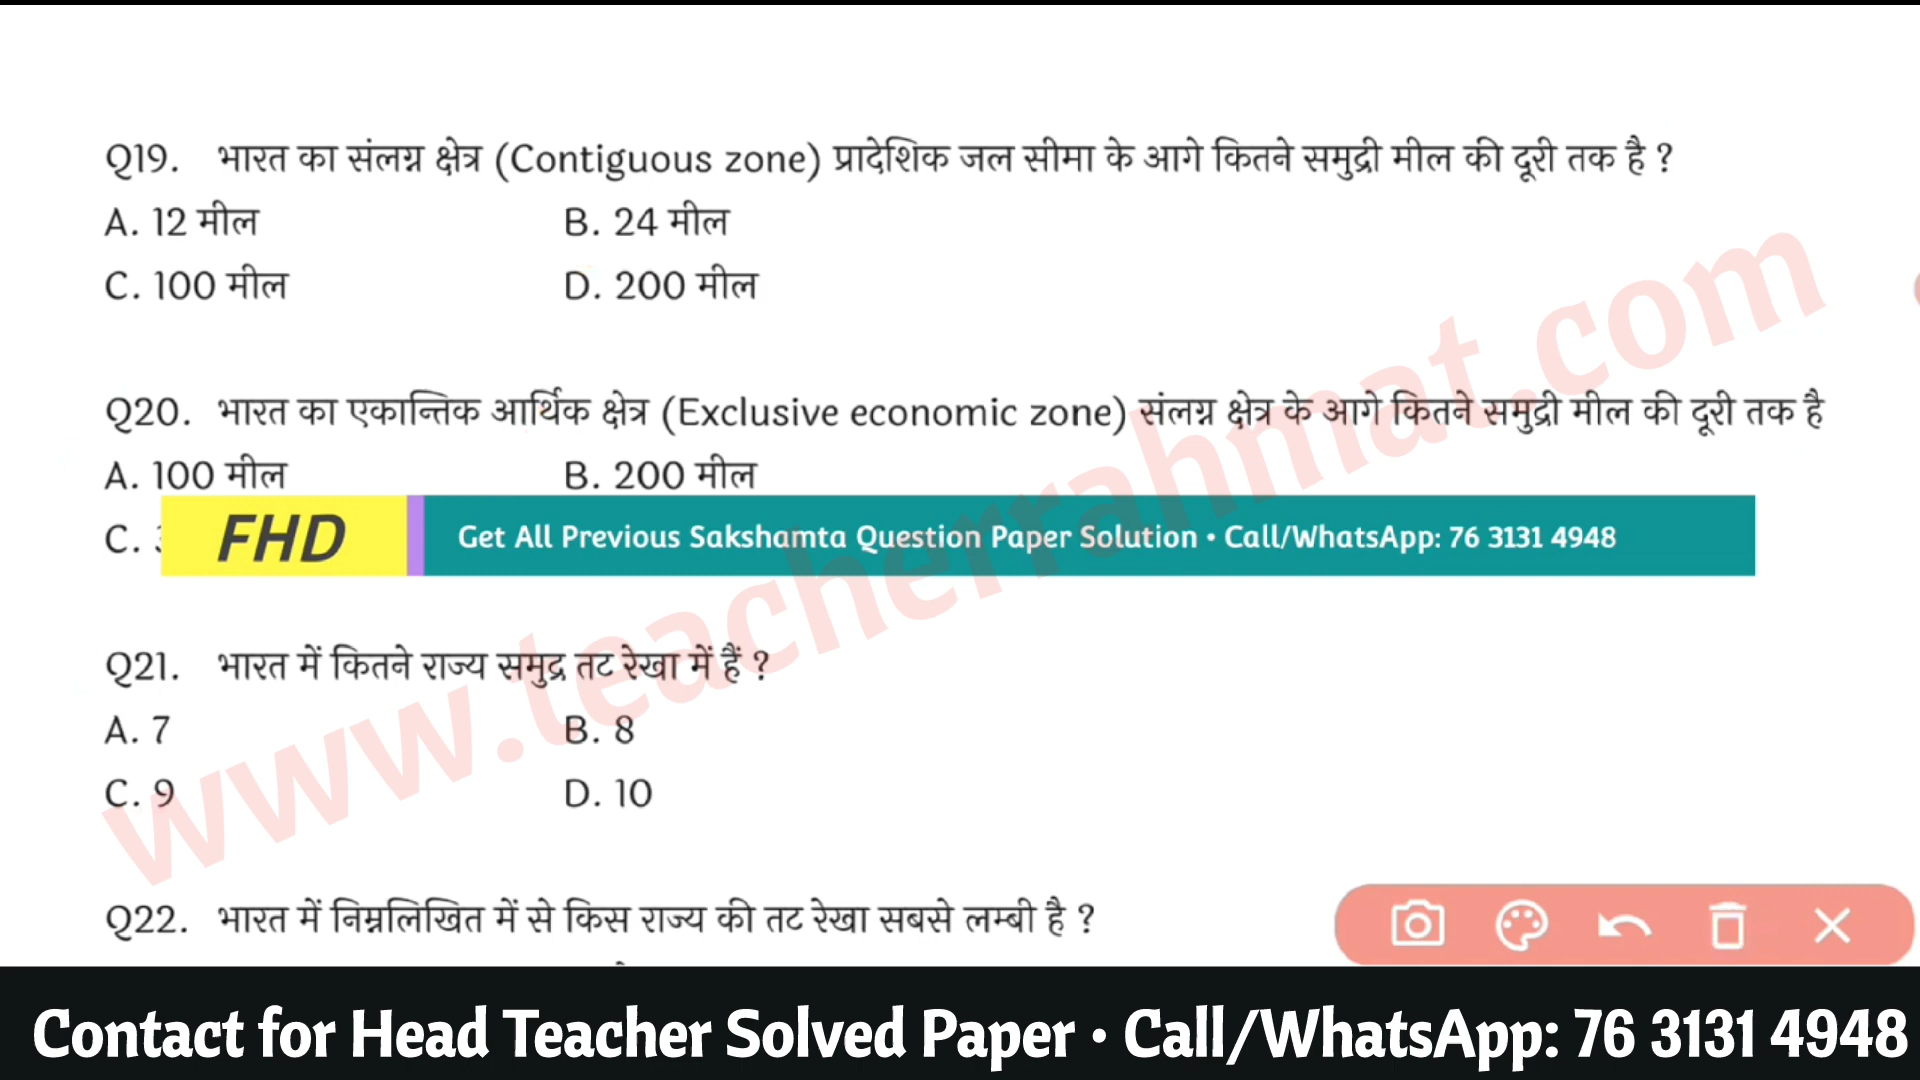 Q19. भारत का संलग्न क्षेत्र (Contiguous zone) प्रादेशिक जल सीमा के आगे कितने समुद्री मील की दूरी तक है ?
A. 12 मील B. 24 मील
C. 100 मील D. 200 मील
Q20. भारत का एकान्तिक आर्थिक क्षेत्र (Exclusive economic zone) संलग्न क्षेत्र के आगे कितने समुद्री मील की दूरी तक है
A. 100 मील B. 200 मील
C.
FHD Get All Previous Sakshamta Question Paper Solution • Call/WhatsApp: 76 3131 4948
Q21. भारत में कितने राज्य समुद्र तट रेखा में हैं ?
A. 7 B. 8
C. 9 D. 10
Q22. भारत में निम्नलिखित में से किस राज्य की तट रेखा सबसे लम्बी है ?
www.teacherrahmat.com
Contact for Head Teacher Solved Paper • Call/WhatsApp: 76 3131 4948